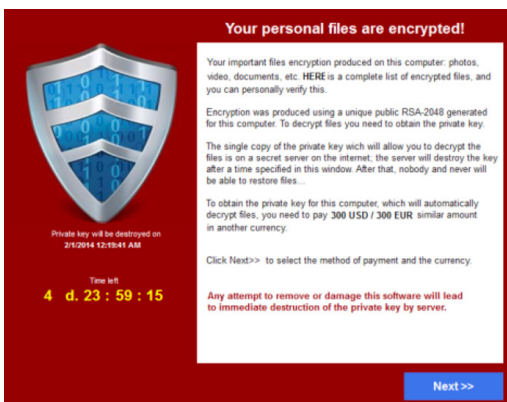 Your personal files are encrypted!
Your important files encryption produced on this computer: photos,
video, documents, etc. HERE is a complete list of encrypted files, and
you can personally verify this.
Encryption was produced using a unique public RSA-2048 generated
for this computer. To decrypt files you need to obtain the private key.
The single copy of the private key wich will allow you to decrypt the
files is on a secret server on the internet; the server will destroy the key
after a time specified in this window. After that, nobody and never will
be able to restore files...
To obtain the private key for this computer, which will automatically
decrypt files, you need to pay 300 USD / 300 EUR similar amount
in another currency.
Click Next>> to select the method of payment and the currency.
Any attempt to remove or damage this software will lead
to immediate destruction of the private key by server.
Private key will be destroyed on
2/1/2014 12:19:41 AM
Time left
4 d. 23 : 59 : 15
Next >>